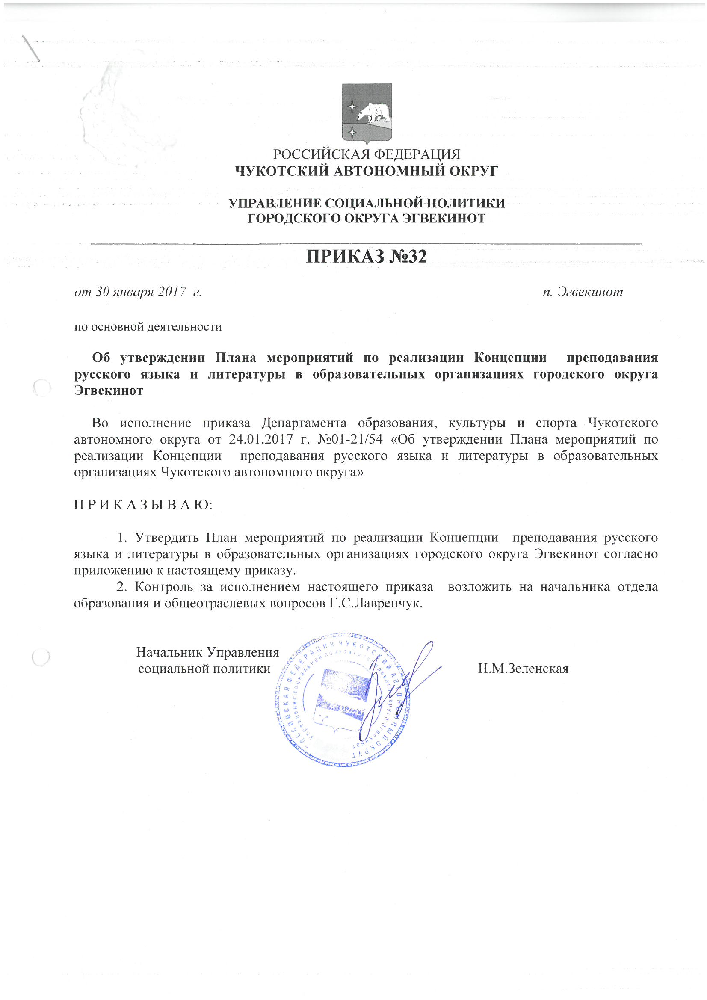 РОССИЙСКАЯ ФЕДЕРАЦИЯ
ЧУКОТСКИЙ АВТОНОМНЫЙ ОКРУГ
УПРАВЛЕНИЕ СОЦИАЛЬНОЙ ПОЛИТИКИ
ГОРОДСКОГО ОКРУГА ЭГВЕКИНОТ
ПРИКАЗ №32
от 30 января 2017 г. п. Эгвекинот
по основной деятельности
Об утверждении Плана мероприятий по реализации Концепции преподавания
русского языка и литературы в образовательных организациях городского округа
Эгвекинот
Во исполнение приказа Департамента образования, культуры и спорта Чукотского
автономного округа от 24.01.2017 г. №01-21/54 «Об утверждении Плана мероприятий по
реализации Концепции преподавания русского языка и литературы в образовательных
организациях Чукотского автономного округа»
П Р И К А З Ы В А Ю:
1. Утвердить План мероприятий по реализации Концепции преподавания русского
языка и литературы в образовательных организациях городского округа Эгвекинот согласно
приложению к настоящему приказу.
2. Контроль за исполнением настоящего приказа возложить на начальника отдела
образования и общеотраслевых вопросов Г.С.Лавренчук.
Начальник Управления
социальной политики Н.М.Зеленская
РОССИЙСКАЯ ФЕДЕРАЦИЯ ЧУКОТСКИЙ АВТОНОМНЫЙ ОКРУГ
Управление социальной политики городского округа Эгвекинот